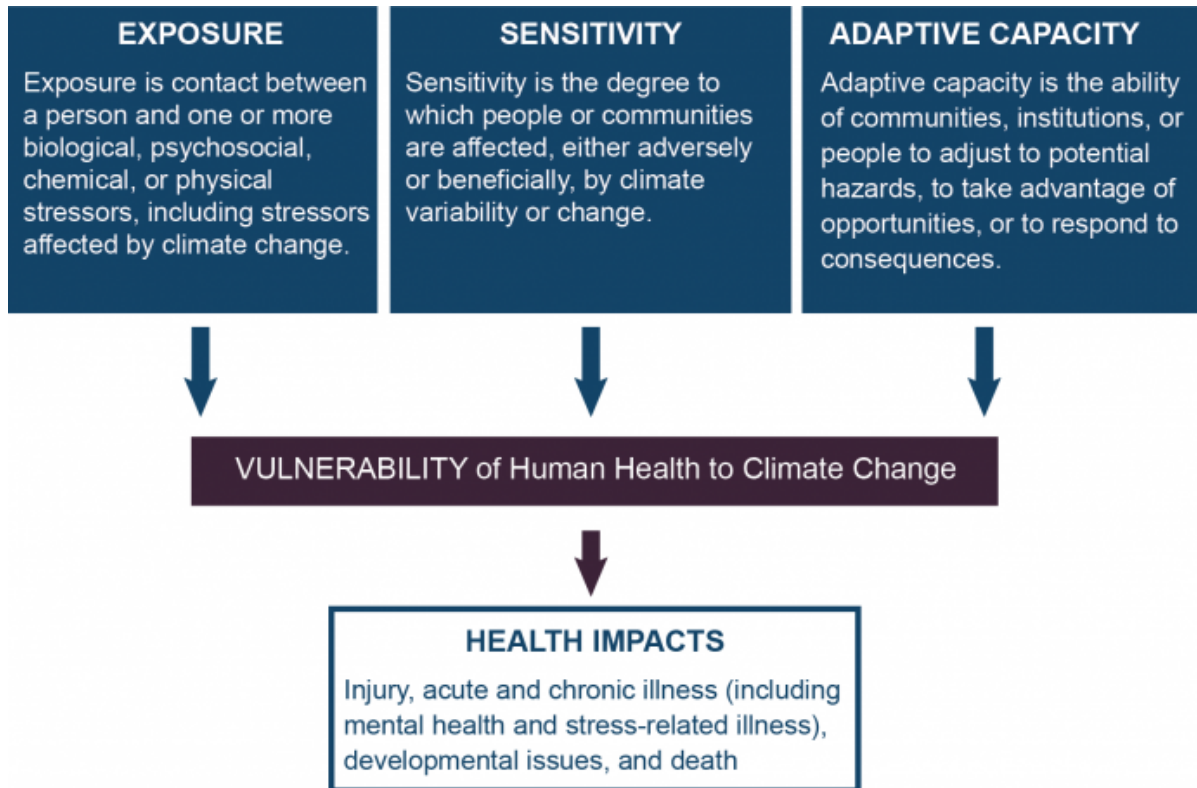 EXPOSURE
Exposure is contact between
a person and one or more
biological, psychosocial,
chemical, or physical
stressors, including stressors
affected by climate change.
SENSITIVITY
Sensitivity is the degree to
which people or communities
are affected, either adversely
or beneficially, by climate
variability or change.
ADAPTIVE CAPACITY
Adaptive capacity is the ability
of communities, institutions, or
people to adjust to potential
hazards, to take advantage of
opportunities, or to respond to
consequences.
VULNERABILITY of Human Health to Climate Change
HEALTH IMPACTS
Injury, acute and chronic illness (including
mental health and stress-related illness),
developmental issues, and death